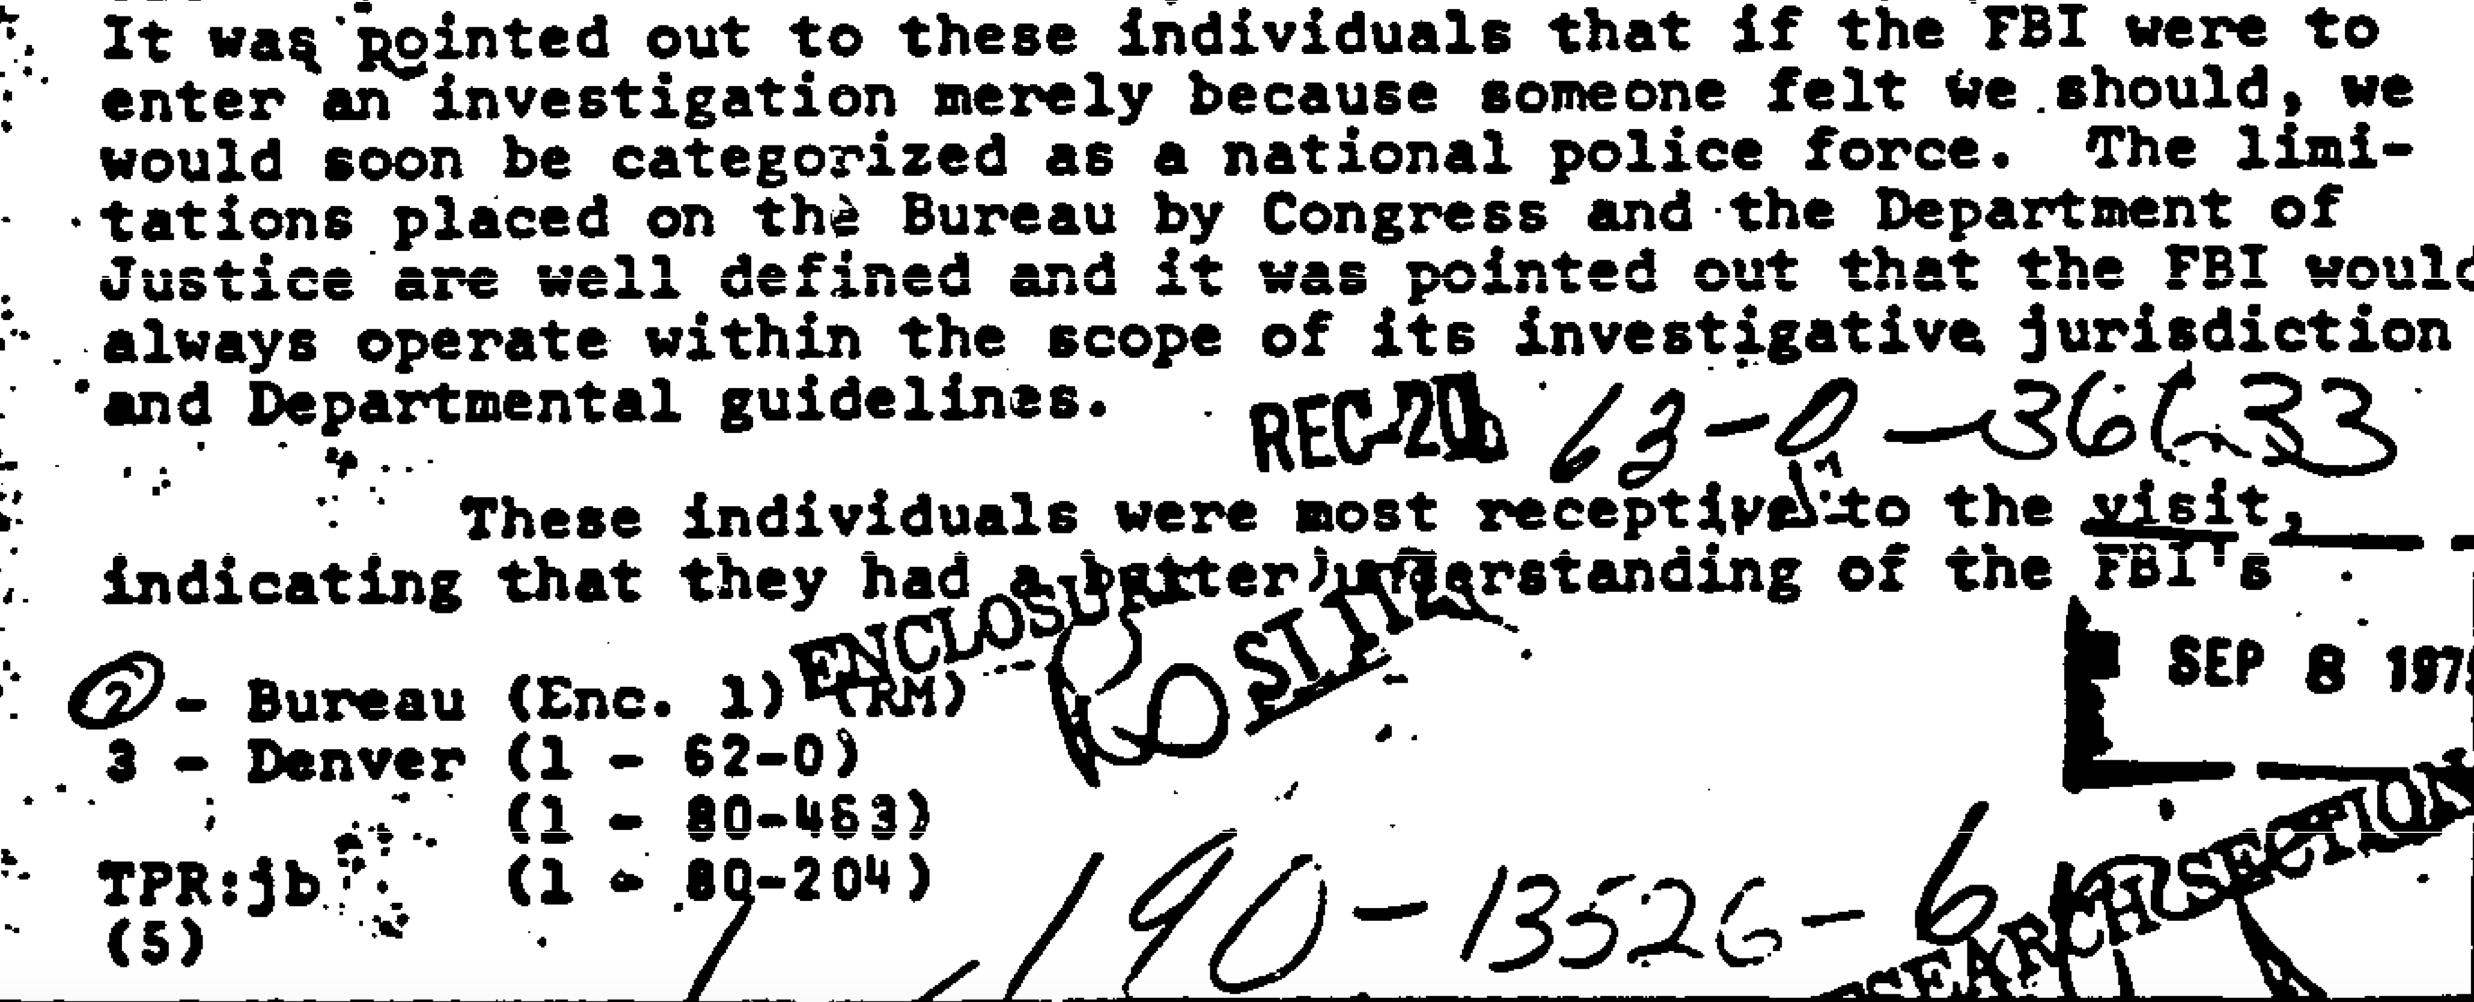 It was pointed out to these individuals that if the FBI were to
enter an investigation merely because someone felt we should, we
would soon be categorized as a national police force. The limi-
tations placed on the Bureau by Congress and the Department of
Justice are well defined and it was pointed out that the FBI would
always operate within the scope of its investigative jurisdiction
and Departmental guidelines.
REC-20
These individuals were most receptive to the visit,
indicating that they had a better understanding of the FBI's
ENCLOSURE
SEP 8 197
2 - Bureau (Enc. 1) (RM)
3 - Denver (1 - 62-0)
(1 - 80-463)
TPR:jb (1 - 80-204)
(5)
190-13526-6
SECTION